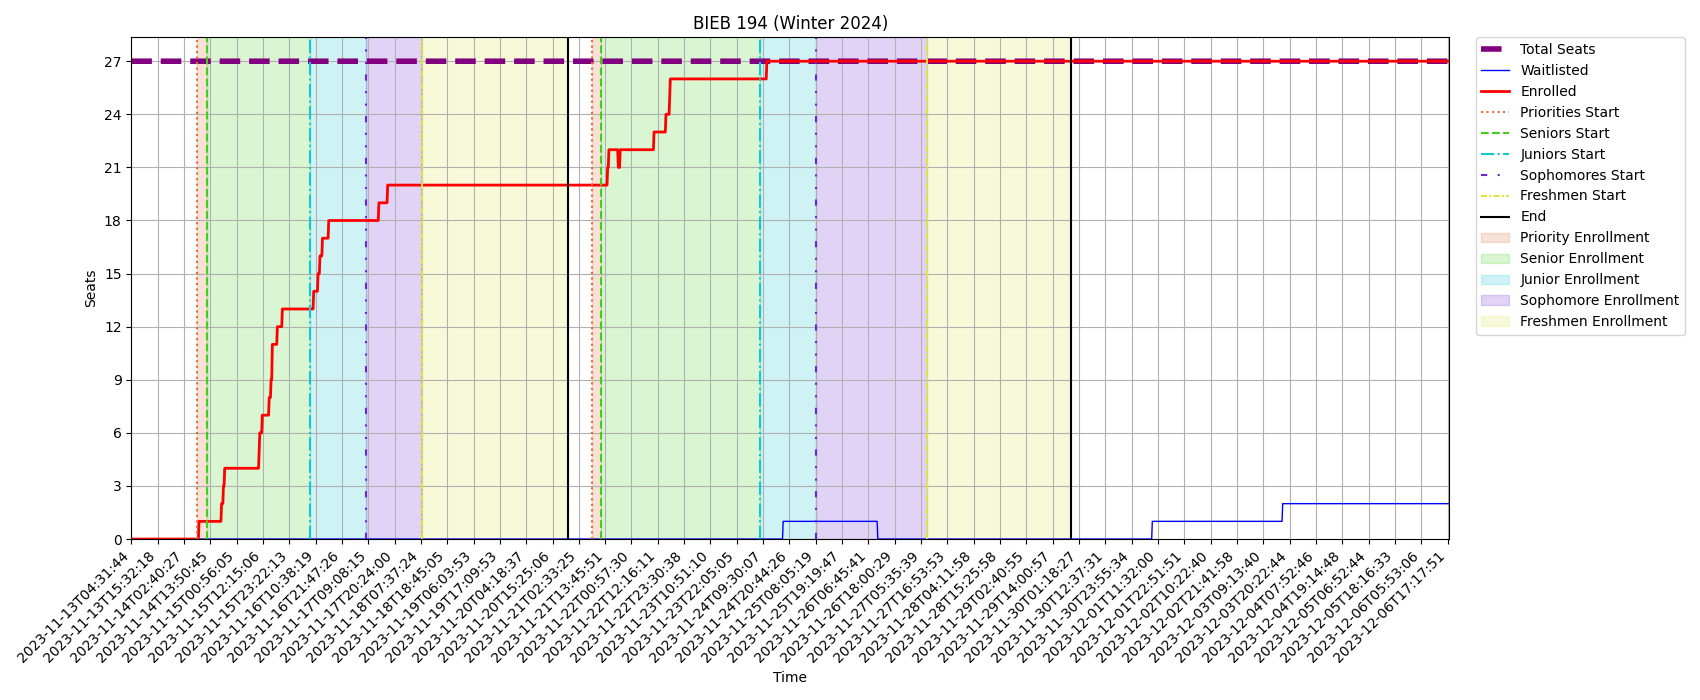 BIEB 194 (Winter 2024)
Seats
27
24
21
18
15
12
9
6
3
0
2023-11-13T04:31:44
2023-11-13T15:32:18
2023-11-14T02:40:27
2023-11-14T13:50:45
2023-11-15T00:56:05
2023-11-15T12:15:06
2023-11-15T23:22:13
2023-11-16T10:38:19
2023-11-16T21:47:26
2023-11-17T09:08:15
2023-11-17T20:24:00
2023-11-18T07:37:24
2023-11-18T18:45:05
2023-11-19T06:03:53
2023-11-19T17:09:53
2023-11-20T04:18:37
2023-11-20T15:25:06
2023-11-21T02:33:25
2023-11-21T13:45:51
2023-11-22T00:57:30
2023-11-22T12:16:11
2023-11-22T23:30:38
2023-11-23T10:51:10
2023-11-23T22:05:05
2023-11-24T09:30:07
2023-11-24T20:44:26
2023-11-25T08:05:19
2023-11-25T19:19:47
2023-11-26T06:45:41
2023-11-26T18:00:29
2023-11-27T05:35:39
2023-11-27T16:53:53
2023-11-28T04:11:58
2023-11-28T15:25:58
2023-11-29T02:40:55
2023-11-29T14:00:57
2023-11-30T01:18:27
2023-11-30T12:37:31
2023-11-30T23:55:34
2023-12-01T11:32:00
2023-12-01T22:51:51
2023-12-02T10:22:40
2023-12-02T21:41:58
2023-12-03T09:13:40
2023-12-03T20:22:44
2023-12-04T07:52:46
2023-12-04T19:14:48
2023-12-05T06:52:44
2023-12-05T18:16:33
2023-12-06T05:53:06
2023-12-06T17:17:51
Time
Total Seats
Waitlisted
Enrolled
Priorities Start
Seniors Start
Juniors Start
Sophomores Start
Freshmen Start
End
Priority Enrollment
Senior Enrollment
Junior Enrollment
Sophomore Enrollment
Freshmen Enrollment